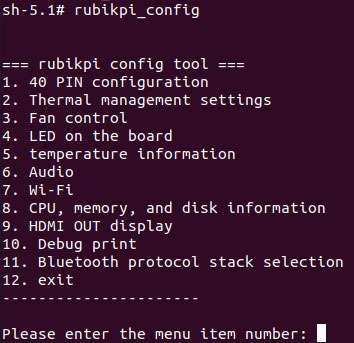 sh-5.1# rubikpi_config
=== rubikpi config tool ===
1. 40 PIN configuration
2. Thermal management settings
3. Fan control
4. LED on the board
5. temperature information
6. Audio
7. Wi-Fi
8. CPU, memory, and disk information
9. HDMI OUT display
10. Debug print
11. Bluetooth protocol stack selection
12. exit
----------------------
Please enter the menu item number: